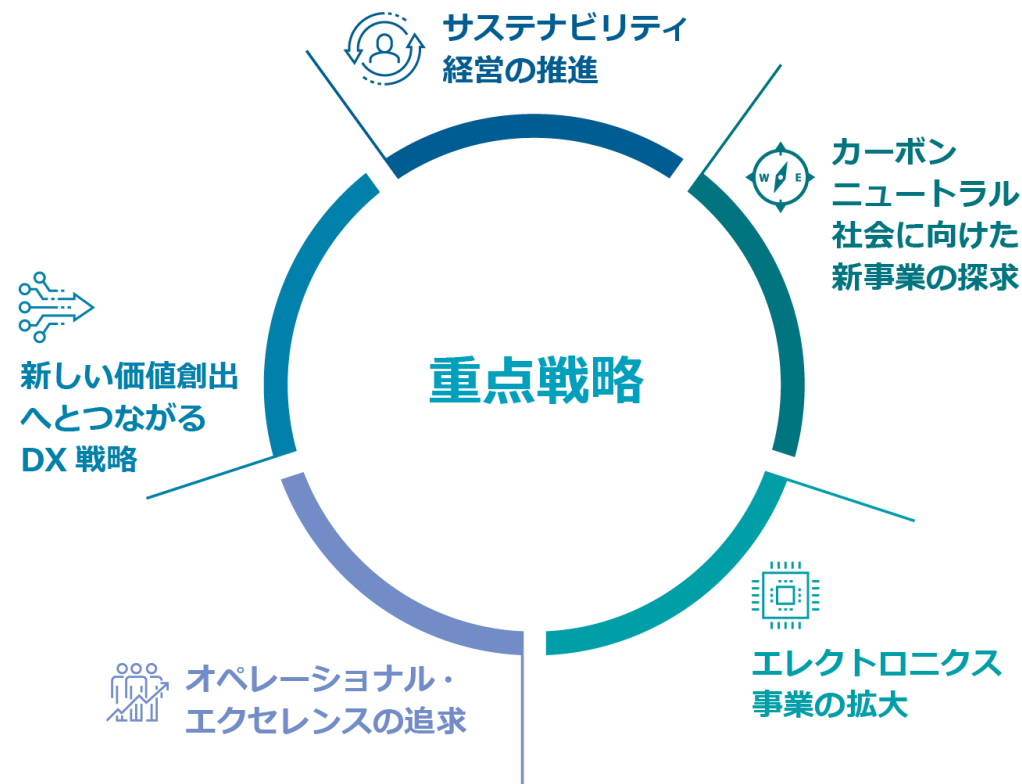 サステナビリティ
経営の推進
カーボン
ニュートラル
社会に向けた
新事業の探求
W E
重点戦略
新しい価値創出
へとつながる
DX 戦略
エレクトロニクス
事業の拡大
オペレーショナル・
エクセレンスの追求